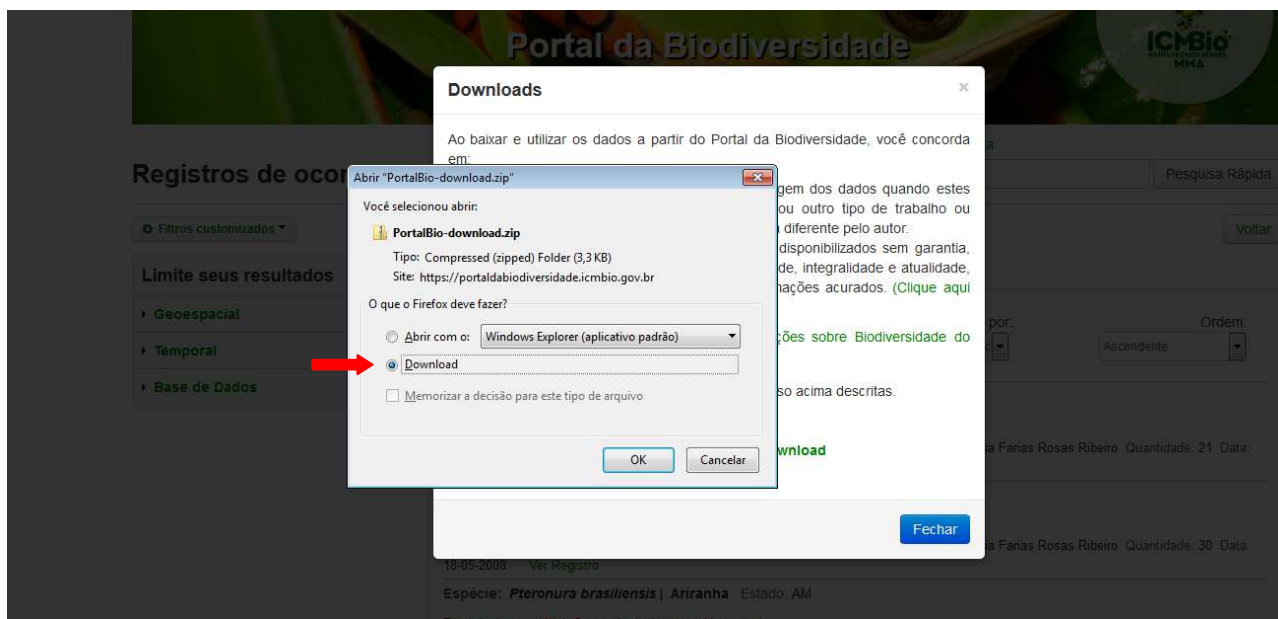 Portal da Biodiversidade
ICMBio
MMA
Downloads
×
Ao baixar e utilizar os dados a partir do Portal da Biodiversidade, você concorda
em:
Registros de ocor
Pesquisa Rápida
Abrir "PortalBio-download.zip"
gem dos dados quando estes
Você selecionou abrir:
ou outro tipo de trabalho ou
Filtros customizados
PortalBio-download.zip
diferente pelo autor.
Voltar
Tipo: Compressed (zipped) Folder (3,3 KB)
disponibilizados sem garantia,
Limite seus resultados
Site: https://portaldabiodiversidade.icmbio.gov.br
de, integralidade e atualidade,
O que o Firefox deve fazer?
mações acurados. (Clique aqui
Geoespacial
por:
Ordem:
Abrir com o: Windows Explorer (aplicativo padrão)
ções sobre Biodiversidade do
Ascendente
Temporal
Download
Base de Dados
Memorizar a decisão para este tipo de arquivo
so acima descritas.
wnload
a Farias Rosas Ribeiro Quantidade: 21 Data:
OK
Cancelar
Fechar
a Farias Rosas Ribeiro Quantidade: 30 Data:
18-05-2008 Ver Registro
Espécie: Pteronura brasiliensis | Ariranha Estado: AM